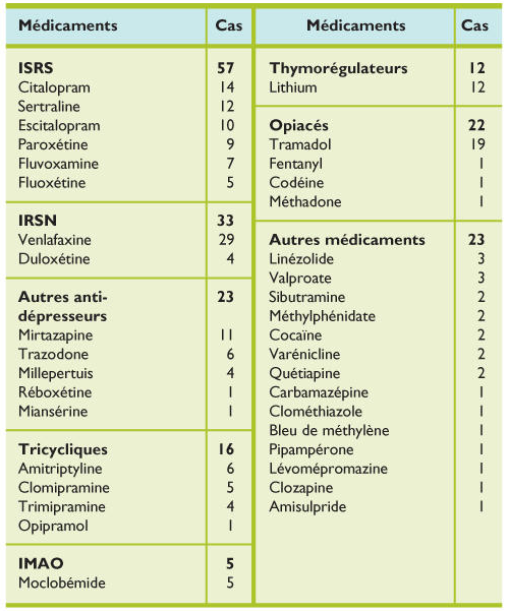 Médicaments Cas
ISRS 57
Citalopram 14
Sertraline 12
Escitalopram 10
Paroxétine 9
Fluvoxamine 7
Fluoxétine 5
IRSN 33
Venlafaxine 29
Duloxétine 4
Autres anti- 23
dépresseurs
Mirtazapine 11
Trazodone 6
Millepertuis 4
Réboxétine 1
Miansérine 1
Tricycliques 16
Amitriptyline 6
Clomipramine 5
Trimipramine 4
Opipramol 1
IMAO 5
Moclobémide 5
Médicaments Cas
Thymorégulateurs 12
Lithium 12
Opiacés 22
Tramadol 19
Fentanyl 1
Codéine 1
Méthadone 1
Autres médicaments 23
Linézolide 3
Valproate 3
Sibutramine 2
Méthylphénidate 2
Cocaïne 2
Varénicline 2
Quétiapine 2
Carbamazépine 1
Clométhiazole 1
Bleu de méthylène 1
Pipampérone 1
Lévomépromazine 1
Clozapine 1
Amisulpride 1